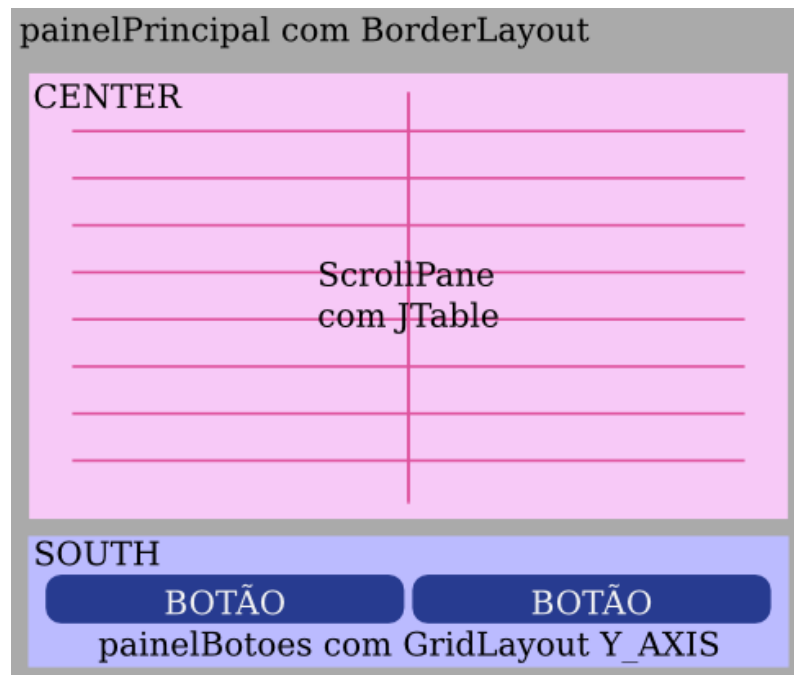 painelPrincipal com BorderLayout
CENTER
ScrollPane
com JTable
SOUTH
BOTÃO BOTÃO
painelBotoes com GridLayout Y_AXIS